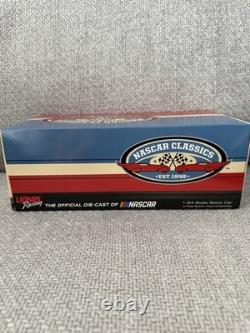 NASCAR CLASSICS
EST 1948
LIONEL Racing THE OFFICIAL DIE-CAST OF NASCAR
1:24 Scale Stock Car